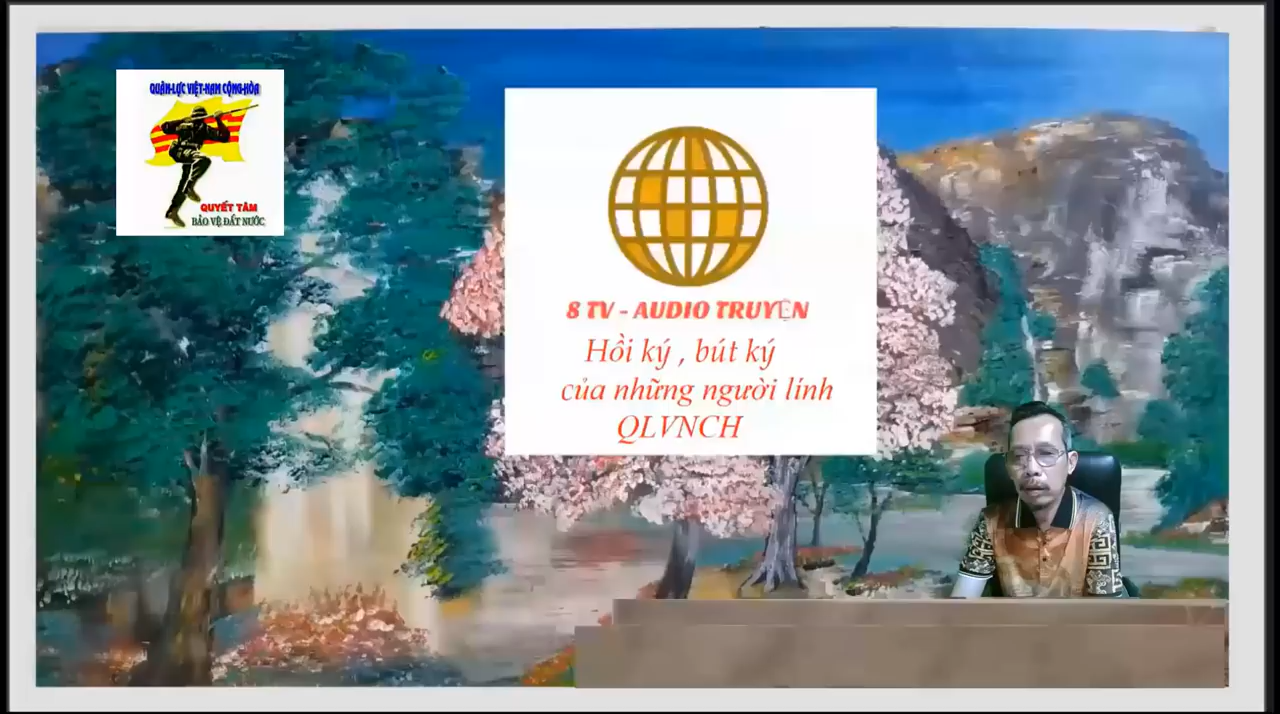 QUÂN-LỰC VIỆT-NAM CỘNG-HÒA
QUYẾT TÂM
BẢO VỆ ĐẤT NƯỚC
8 TV - AUDIO TRUYỆN
Hồi ký , bút ký
của những người lính
QLVNCH